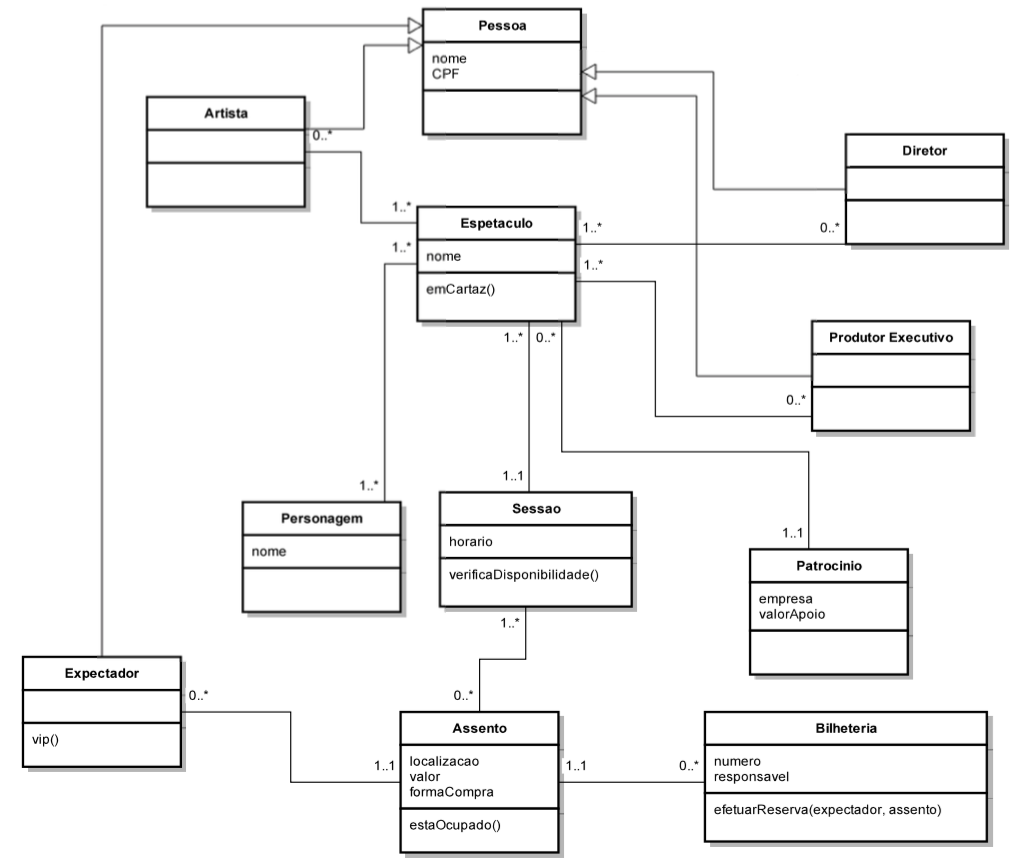 Pessoa
nome
CPF
Artista
0..*
Diretor
1..*
Espetaculo
1..*
0..*
1..*
nome
1..*
emCartaz()
1..*
0..*
Produtor Executivo
0..*
1..*
1..1
Personagem
nome
Sessao
horario
verificaDisponibilidade()
1..1
Patrocinio
empresa
valorApoio
1..*
Expectador
0..*
vip()
0..*
Assento
localizacao
valor
formaCompra
estaOcupado()
1..1
1..1
0..*
Bilheteria
numero
responsavel
efetuarReserva(expectador, assento)